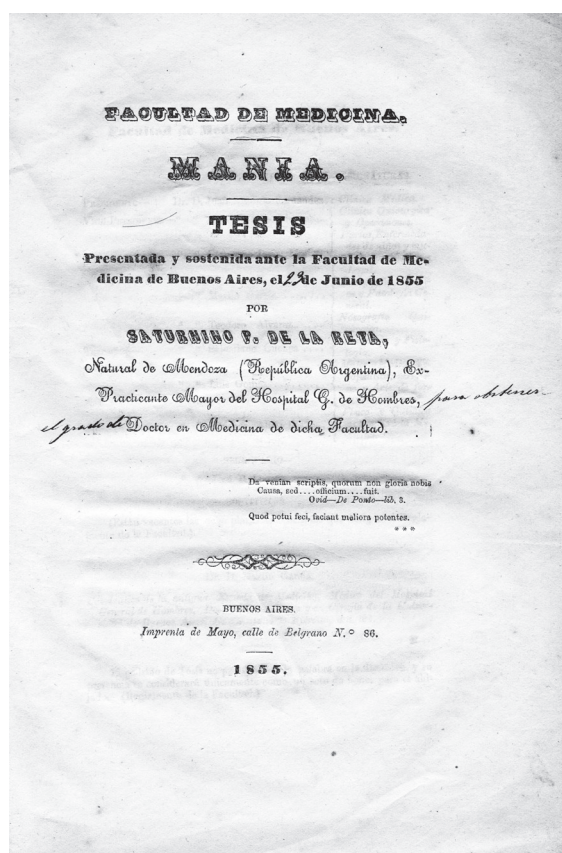 FACULTAD DE MEDICINA.
MANIA.
TESIS
Presentada y sostenida ante la Facultad de Me-
dicina de Buenos Aires, el 23 de Junio de 1855
POR
SATURNINO P. DE LA RETA,
Natural de Mendoza (República Argentina), Ex-
Practicante Mayor del Hospital G. de Hombres, para obtener
el grado de Doctor en Medicina de dicha Facultad.
Da veniam scriptis, quorum non gloria nobis
Causa, sed....officium....fuit.
Ovid—De Ponto—lib. 3.
Quod potui feci, faciant meliora potentes.
***
BUENOS AIRES.
Imprenta de Mayo, calle de Belgrano N.° 86.
1855.